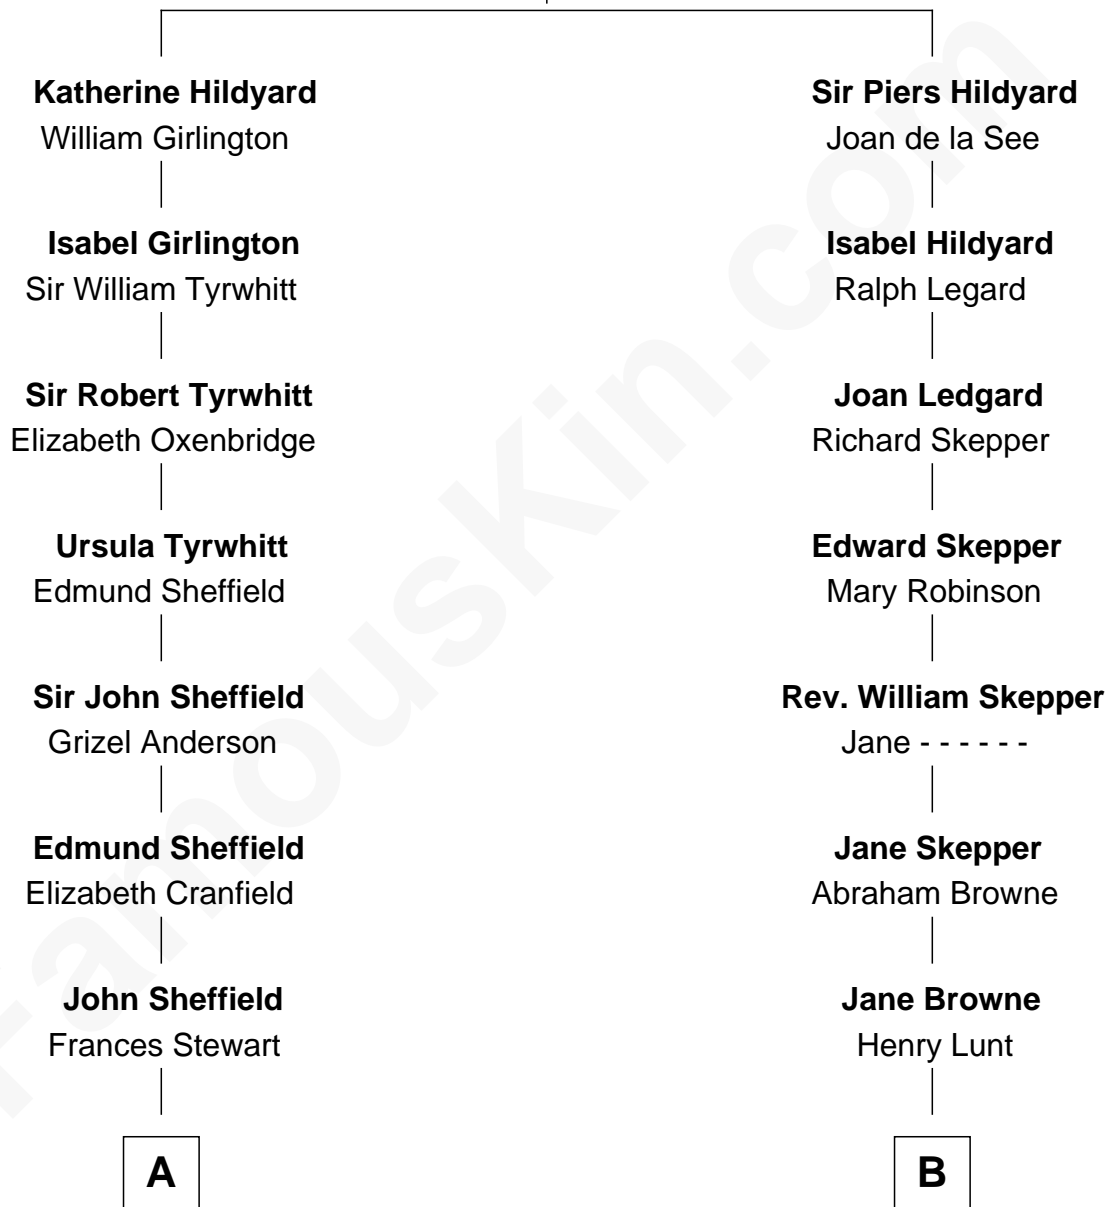 Katherine Hildyard
William Girlington
Sir Piers Hildyard
Joan de la See
Isabel Girlington
Sir William Tyrwhitt
Isabel Hildyard
Ralph Legard
Sir Robert Tyrwhitt
Elizabeth Oxenbridge
Joan Ledgard
Richard Skepper
Ursula Tyrwhitt
Edmund Sheffield
Edward Skepper
Mary Robinson
Sir John Sheffield
Grizel Anderson
Rev. William Skepper
Jane - - - - - -
Edmund Sheffield
Elizabeth Cranfield
Jane Skepper
Abraham Browne
John Sheffield
Frances Stewart
Jane Browne
Henry Lunt
A
B
FamousKin.com